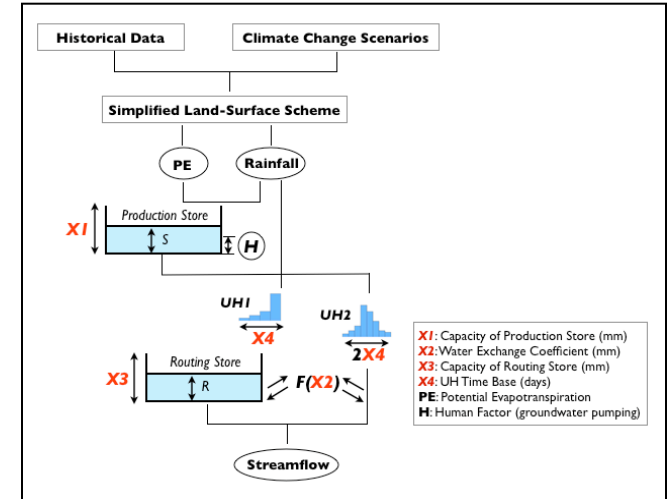 Historical Data
Climate Change Scenarios
Simplified Land-Surface Scheme
PE
Rainfall
Production Store
X1
S
H
UH1
X4
UH2
2X4
Routing Store
X3
R
F(X2)
Streamflow
X1: Capacity of Production Store (mm)
X2: Water Exchange Coefficient (mm)
X3: Capacity of Routing Store (mm)
X4: UH Time Base (days)
PE: Potential Evapotranspiration
H: Human Factor (groundwater pumping)